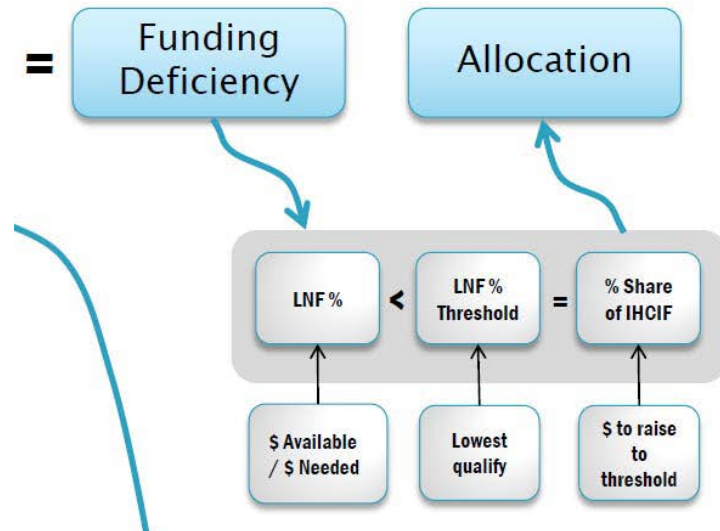 =
Funding
Deficiency
Allocation
LNF %
<
LNF %
Threshold
=
% Share
of IHCIF
$ Available
/ $ Needed
Lowest
qualify
$ to raise
to
threshold